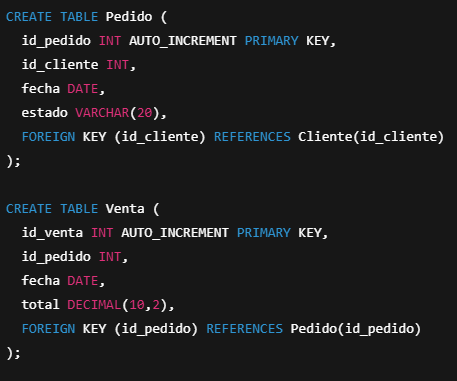 CREATE TABLE Pedido (
  id_pedido INT AUTO_INCREMENT PRIMARY KEY,
  id_cliente INT,
  fecha DATE,
  estado VARCHAR(20),
  FOREIGN KEY (id_cliente) REFERENCES Cliente(id_cliente)
);

CREATE TABLE Venta (
  id_venta INT AUTO_INCREMENT PRIMARY KEY,
  id_pedido INT,
  fecha DATE,
  total DECIMAL(10,2),
  FOREIGN KEY (id_pedido) REFERENCES Pedido(id_pedido)
);